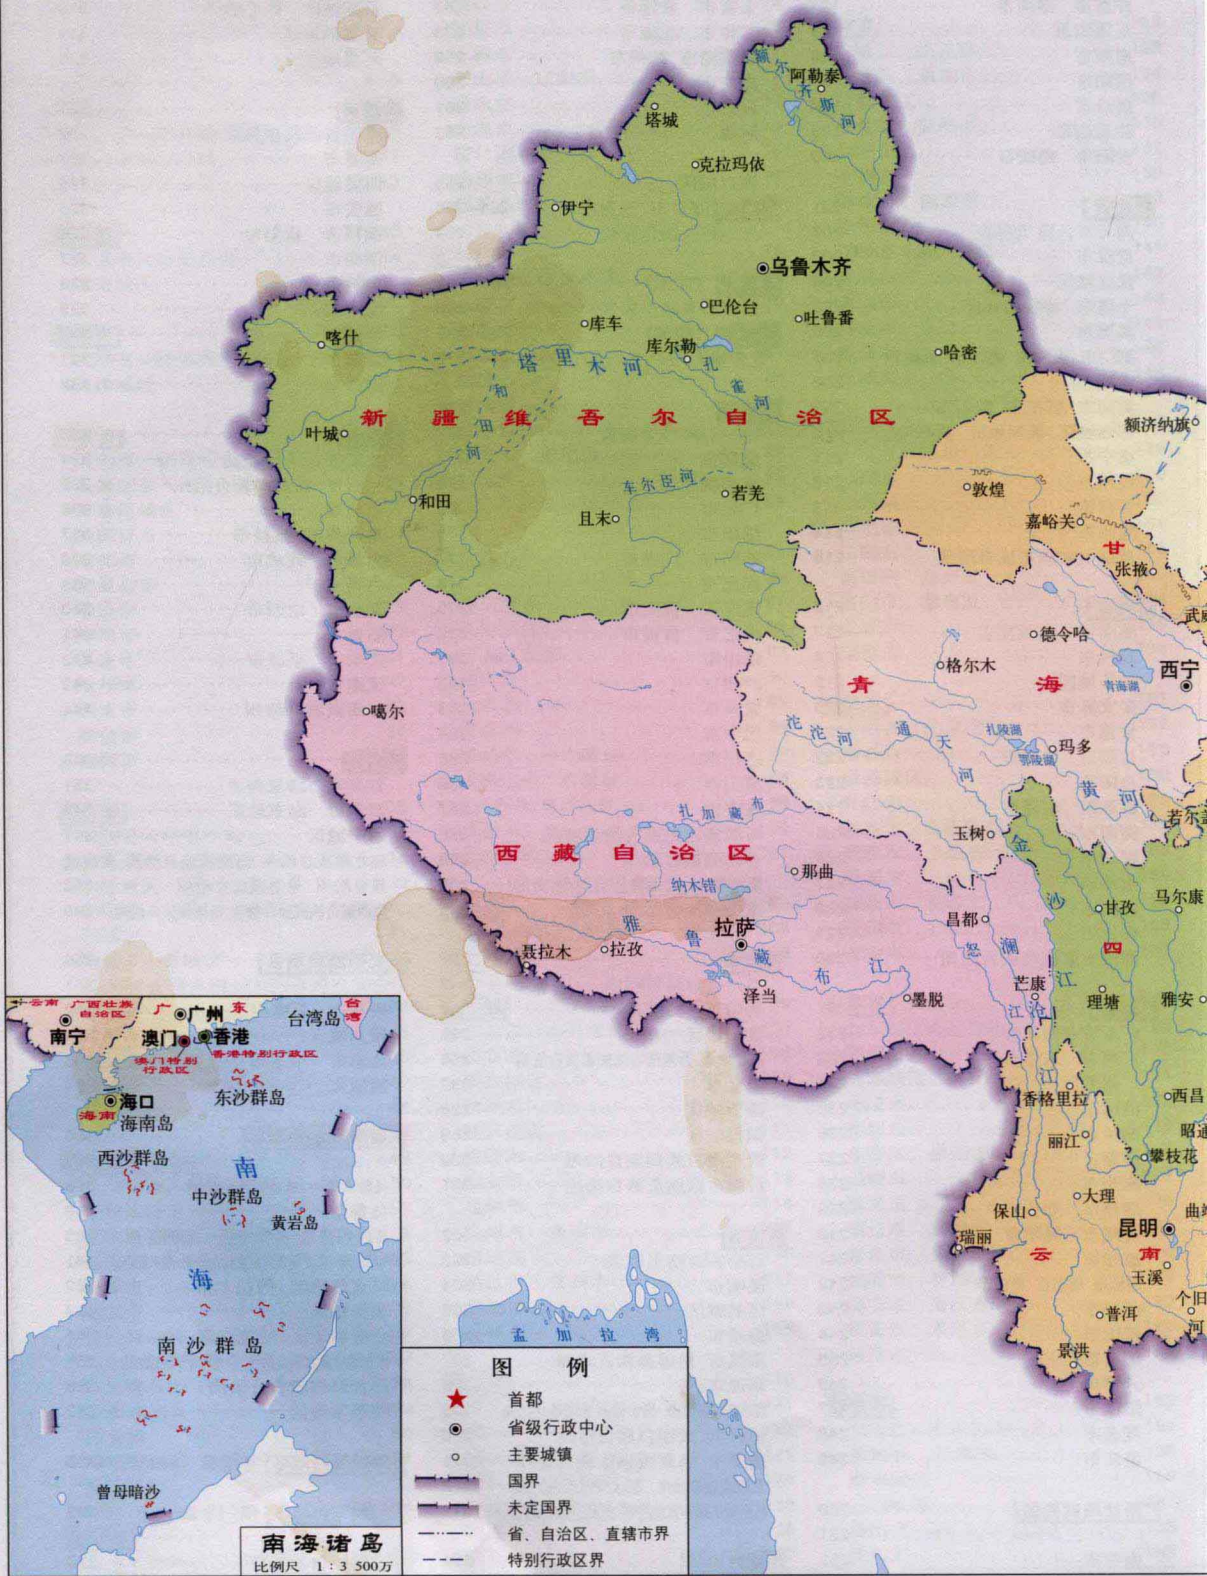 额尔齐斯河
阿勒泰
塔城
克拉玛依
伊宁
乌鲁木齐
巴伦台
吐鲁番
库车
喀什
库尔勒
哈密
塔里木河
孔雀河
和田河
新疆维吾尔自治区
叶城
额济纳旗
车尔臣河
若羌
和田
且末
敦煌
嘉峪关
甘
张掖
武威
德令哈
格尔木
西宁
青海
青海湖
噶尔
沱沱河
通天河
扎陵湖
鄂陵湖
玛多
黄河
扎加藏布
玉树
若尔盖
金沙江
西藏自治区
那曲
纳木错
马尔康
甘孜
昌都
雅鲁藏布江
拉萨
怒江
澜沧江
四
聂拉木
拉孜
泽当
墨脱
芒康
理塘
雅安
香格里拉
西昌
丽江
昭通
攀枝花
大理
保山
昆明
瑞丽
云南
玉溪
普洱
个旧
河
景洪
孟加拉湾
云南
广西壮族
自治区
广东
广州
台湾
台湾岛
南宁
澳门
香港
澳门特别
行政区
香港特别行政区
海口
海南
海南岛
东沙群岛
西沙群岛
南海
中沙群岛
黄岩岛
南沙群岛
曾母暗沙
南海诸岛
比例尺 1:3 500万
图例
首都
省级行政中心
主要城镇
国界
未定国界
省、自治区、直辖市界
特别行政区界